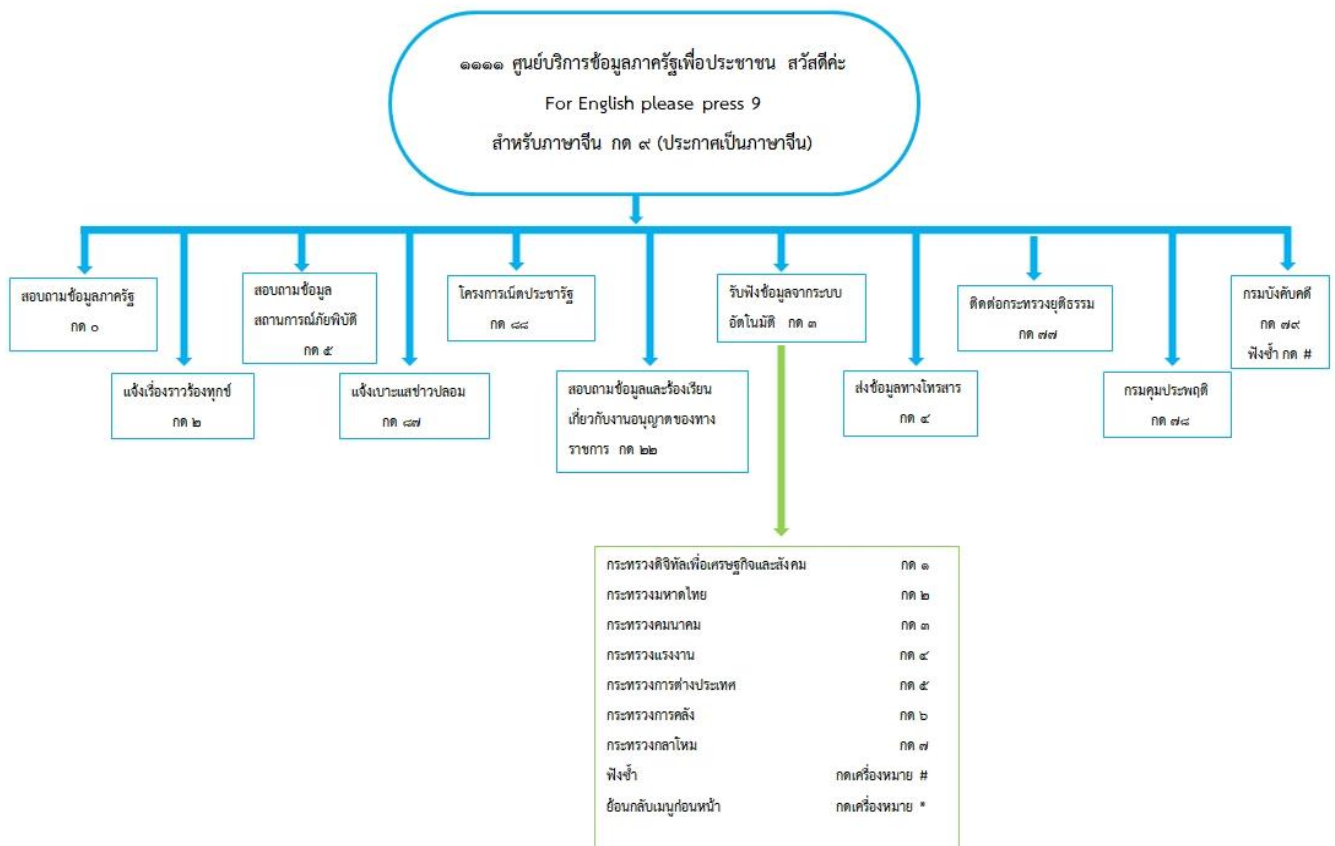 ๑๑๑๑ ศูนย์บริการข้อมูลภาครัฐเพื่อประชาชน สวัสดีค่ะ
For English please press 9
สำหรับภาษาจีน กด ๙ (ประกาศเป็นภาษาจีน)
สอบถามข้อมูลภาครัฐ
กด ๐
แจ้งเรื่องราวร้องทุกข์
กด ๒
สอบถามข้อมูล
สถานการณ์ภัยพิบัติ
กด ๕
แจ้งเบาะแสข่าวปลอม
กด ๘๗
โครงการเน็ตประชารัฐ
กด ๘๘
สอบถามข้อมูลและร้องเรียน
เกี่ยวกับงานอนุญาตของทาง
ราชการ กด ๒๒
รับฟังข้อมูลจากระบบ
อัตโนมัติ กด ๓
ส่งข้อมูลทางโทรสาร
กด ๔
ติดต่อกระทรวงยุติธรรม
กด ๗๗
กรมคุมประพฤติ
กด ๗๘
กรมบังคับคดี
กด ๗๙
ฟังซ้ำ กด #
กระทรวงดิจิทัลเพื่อเศรษฐกิจและสังคม กด ๑
กระทรวงมหาดไทย กด ๒
กระทรวงคมนาคม กด ๓
กระทรวงแรงงาน กด ๔
กระทรวงการต่างประเทศ กด ๕
กระทรวงการคลัง กด ๖
กระทรวงกลาโหม กด ๗
ฟังซ้ำ กดเครื่องหมาย #
ย้อนกลับเมนูก่อนหน้า กดเครื่องหมาย *